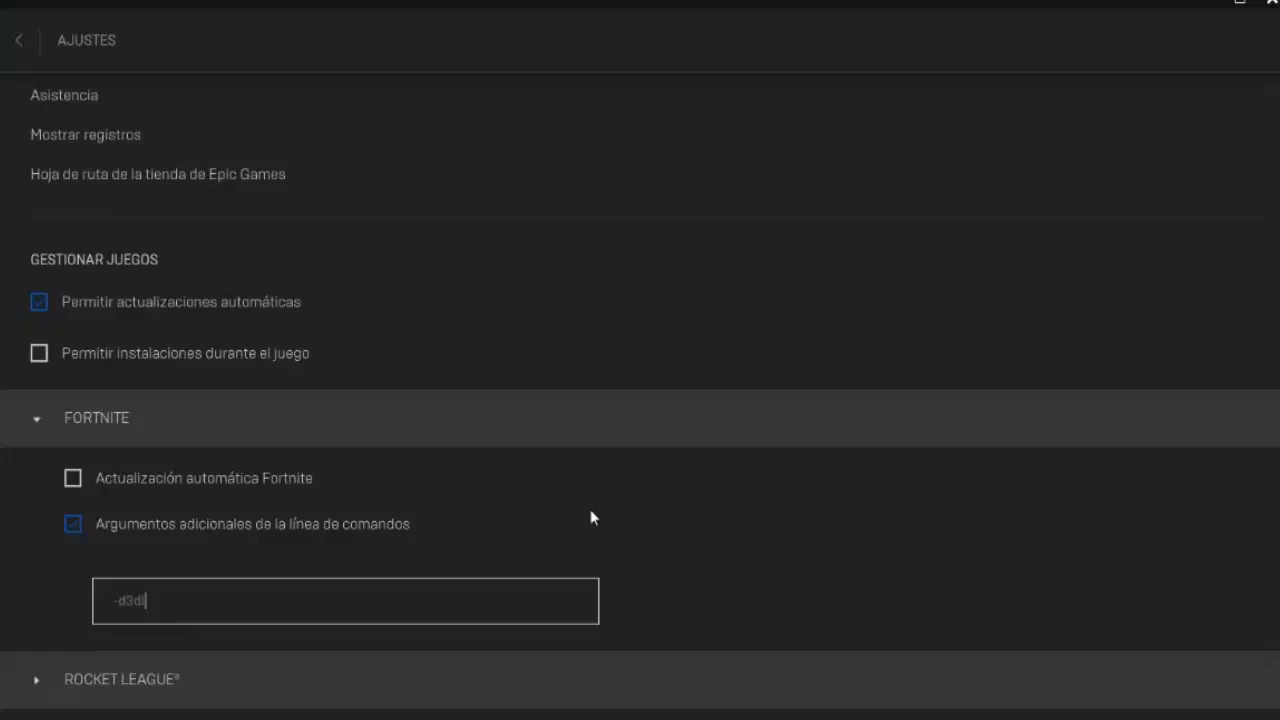 AJUSTES
Asistencia
Mostrar registros
Hoja de ruta de la tienda de Epic Games
GESTIONAR JUEGOS
Permitir actualizaciones automáticas
Permitir instalaciones durante el juego
FORTNITE
Actualización automática Fortnite
Argumentos adicionales de la línea de comandos
ROCKET LEAGUE®